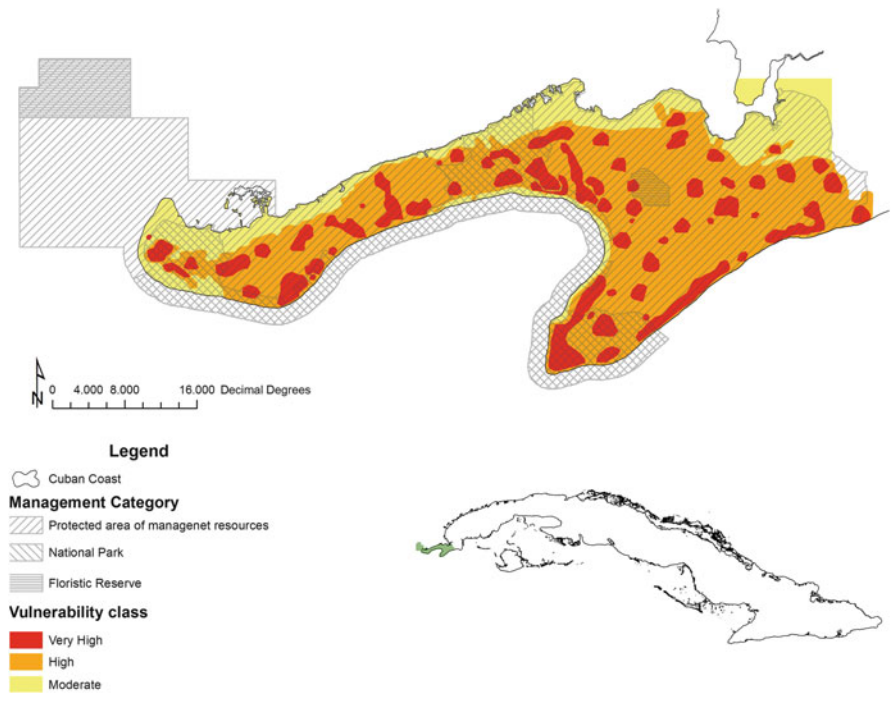 N
0 4.000 8.000 16.000 Decimal Degrees
Legend
Cuban Coast
Management Category
Protected area of managenet resources
National Park
Floristic Reserve
Vulnerability class
Very High
High
Moderate